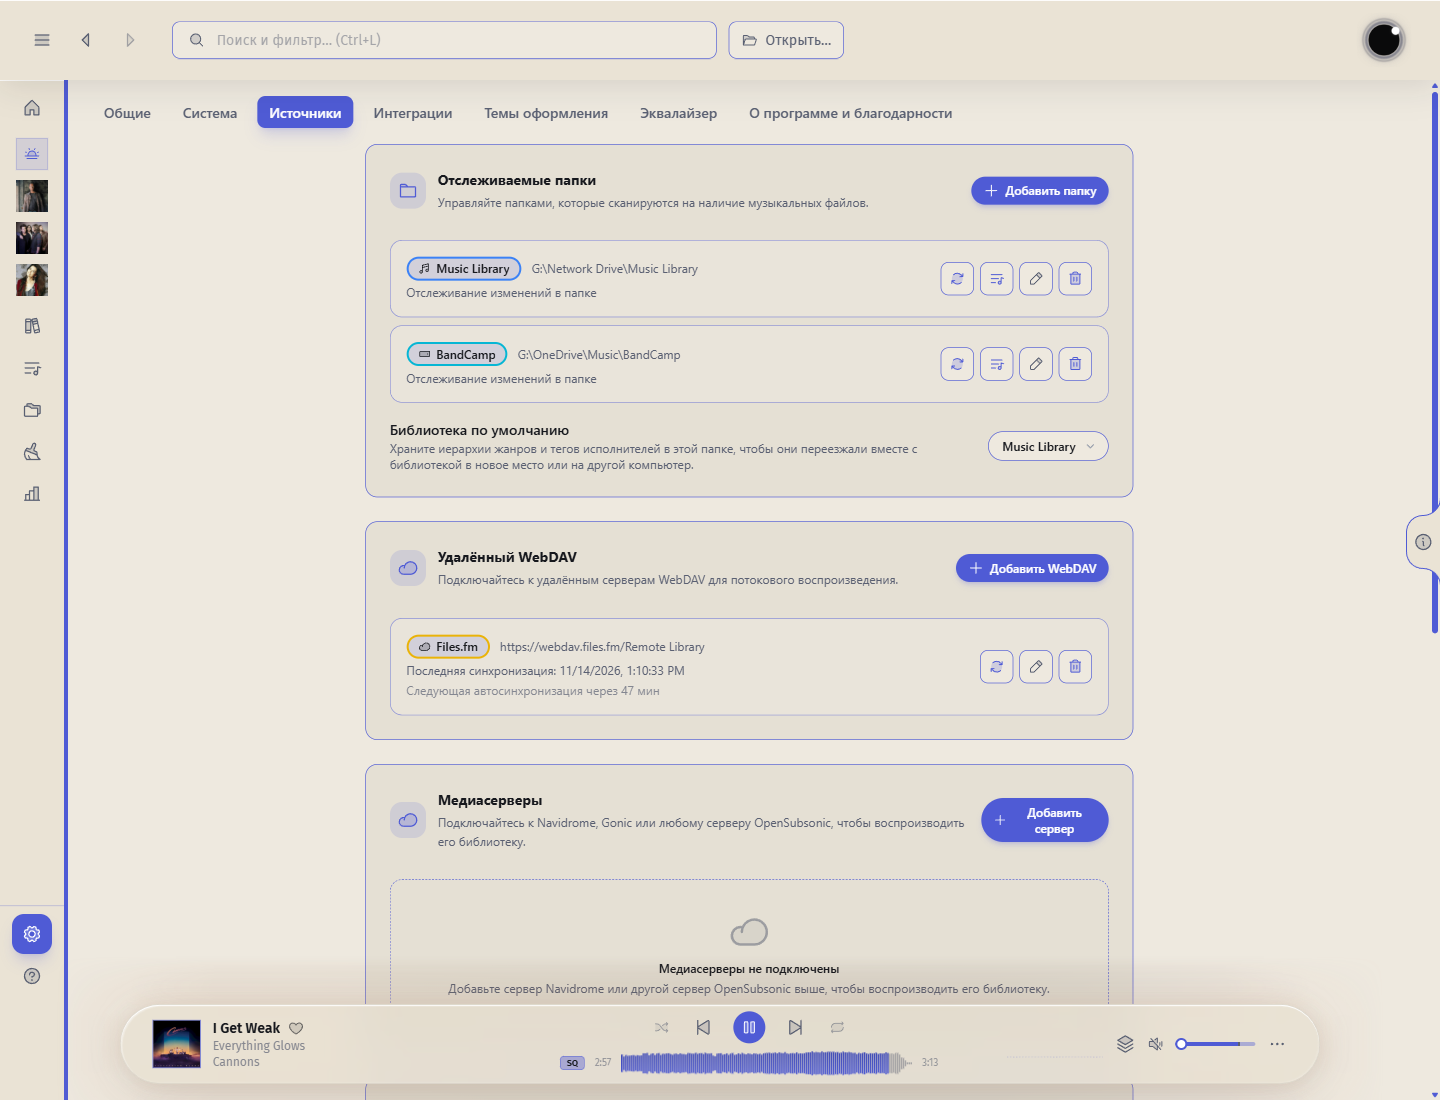 Поиск и фильтр... (Ctrl+L)
Открыть...
Общие
Система
Источники
Интеграции
Темы оформления
Эквалайзер
О программе и благодарности
Отслеживаемые папки
Управляйте папками, которые сканируются на наличие музыкальных файлов.
Добавить папку
Music Library
G:\Network Drive\Music Library
Отслеживание изменений в папке
BandCamp
G:\OneDrive\Music\BandCamp
Отслеживание изменений в папке
Библиотека по умолчанию
Храните иерархии жанров и тегов исполнителей в этой папке, чтобы они переезжали вместе с
библиотекой в новое место или на другой компьютер.
Music Library
Удалённый WebDAV
Подключайтесь к удалённым серверам WebDAV для потокового воспроизведения.
Добавить WebDAV
Files.fm
https://webdav.files.fm/Remote Library
Последняя синхронизация: 11/14/2026, 1:10:33 PM
Следующая автосинхронизация через 47 мин
Медиасерверы
Подключайтесь к Navidrome, Gonic или любому серверу OpenSubsonic, чтобы воспроизводить
его библиотеку.
Добавить
сервер
Медиасерверы не подключены
Добавьте сервер Navidrome или другой сервер OpenSubsonic выше, чтобы воспроизводить его библиотеку.
I Get Weak
Everything Glows
Cannons
SQ
2:57
3:13